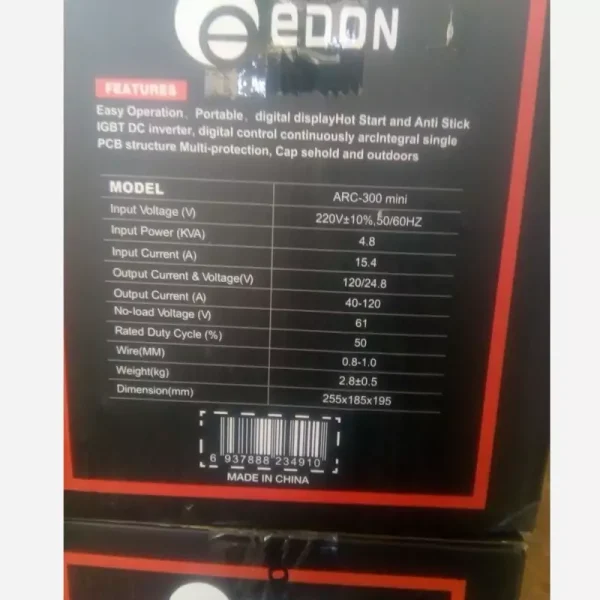 eDON
FEATURES
Easy Operation、Portable、digital displayHot Start and Anti Stick
IGBT DC inverter, digital control continuously arcIntegral single
PCB structure Multi-protection, Cap sehold and outdoors
MODEL ARC-300 mini
Input Voltage (V) 220V±10%,50/60HZ
Input Power (KVA) 4.8
Input Current (A) 15.4
Output Current & Voltage(V) 120/24.8
Output Current (A) 40-120
No-load Voltage (V) 61
Rated Duty Cycle (%) 50
Wire(MM) 0.8-1.0
Weight(kg) 2.8±0.5
Dimension(mm) 255x185x195
6 937888 234910
MADE IN CHINA